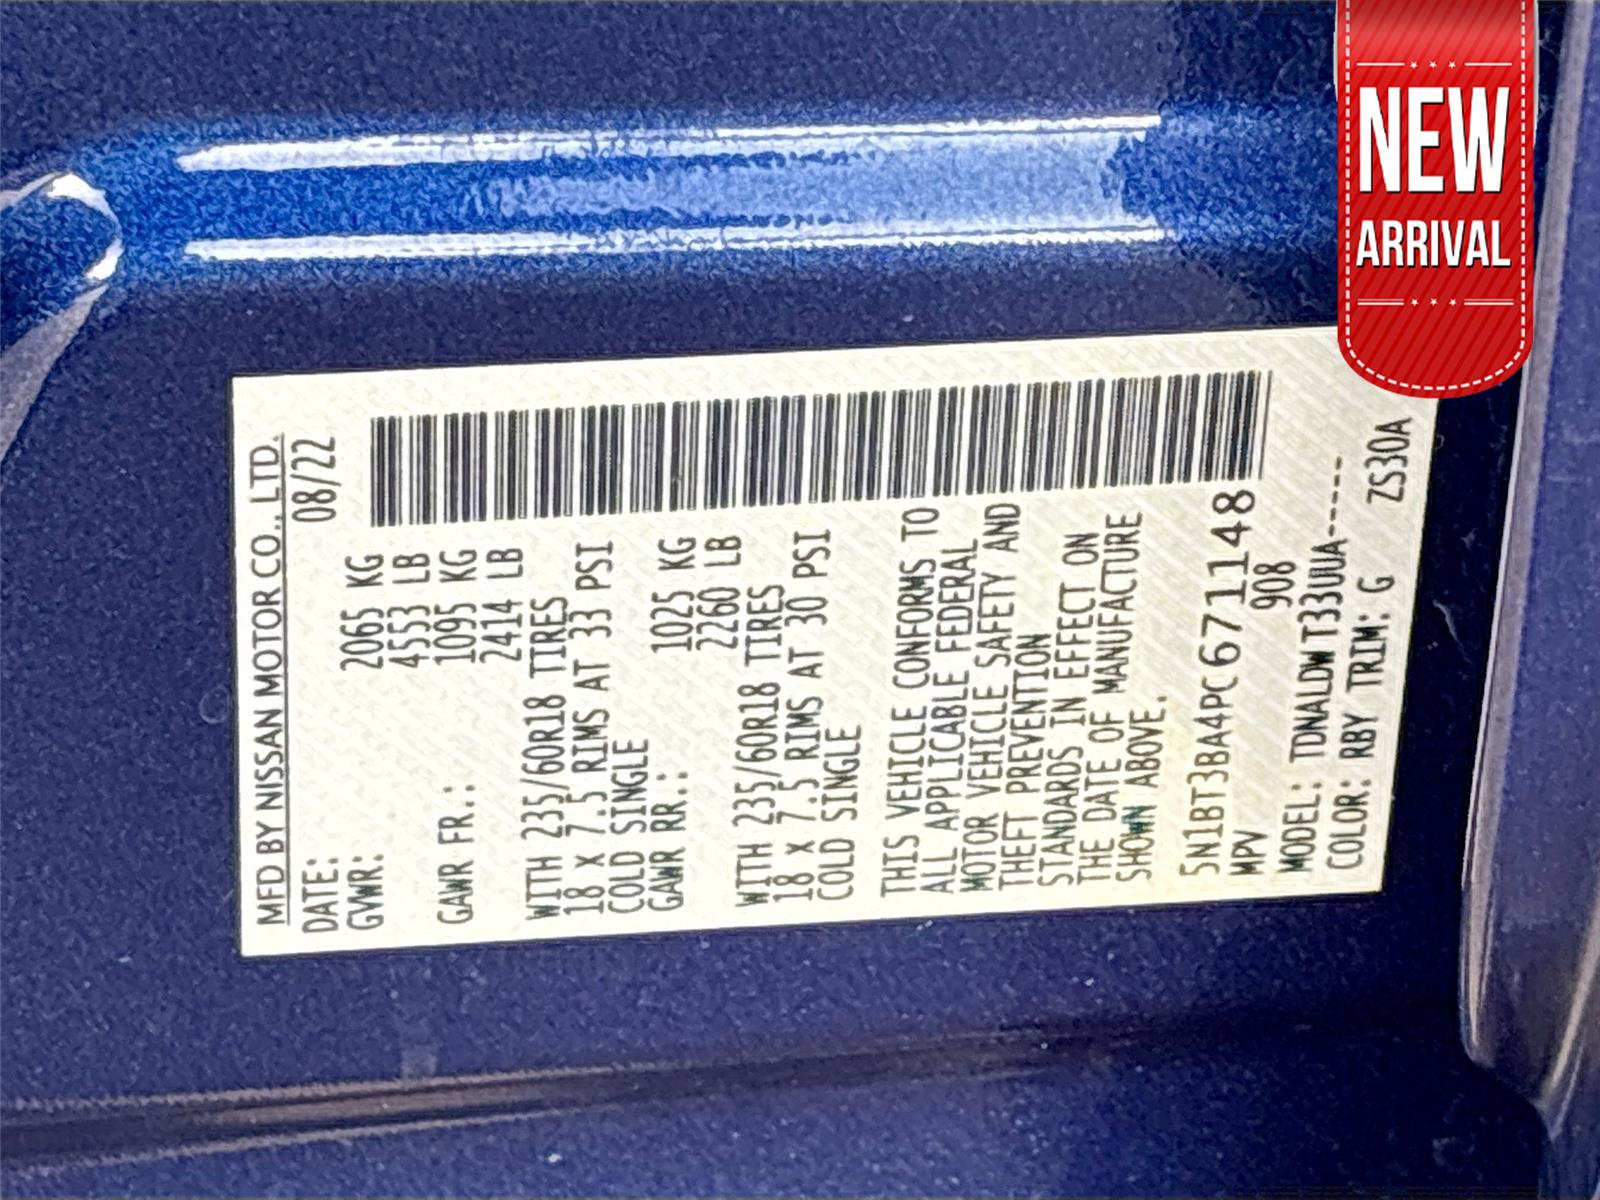 NEW
ARRIVAL
MFD BY NISSAN MOTOR CO., LTD.
DATE: 08/22
GVWR: 2065 KG
4553 LB
GAWR FR.: 1095 KG
2414 LB
WITH 235/60R18 TIRES
18 X 7.5 RIMS AT 33 PSI
COLD SINGLE
GAWR RR.: 1025 KG
2260 LB
WITH 235/60R18 TIRES
18 X 7.5 RIMS AT 30 PSI
COLD SINGLE
THIS VEHICLE CONFORMS TO
ALL APPLICABLE FEDERAL
MOTOR VEHICLE SAFETY AND
THEFT PREVENTION
STANDARDS IN EFFECT ON
THE DATE OF MANUFACTURE
SHOWN ABOVE.
5N1BT3BA4PC671148
MPV 908
MODEL: TDNALDWT33UUA-----
COLOR: RBY TRIM: G ZS30A